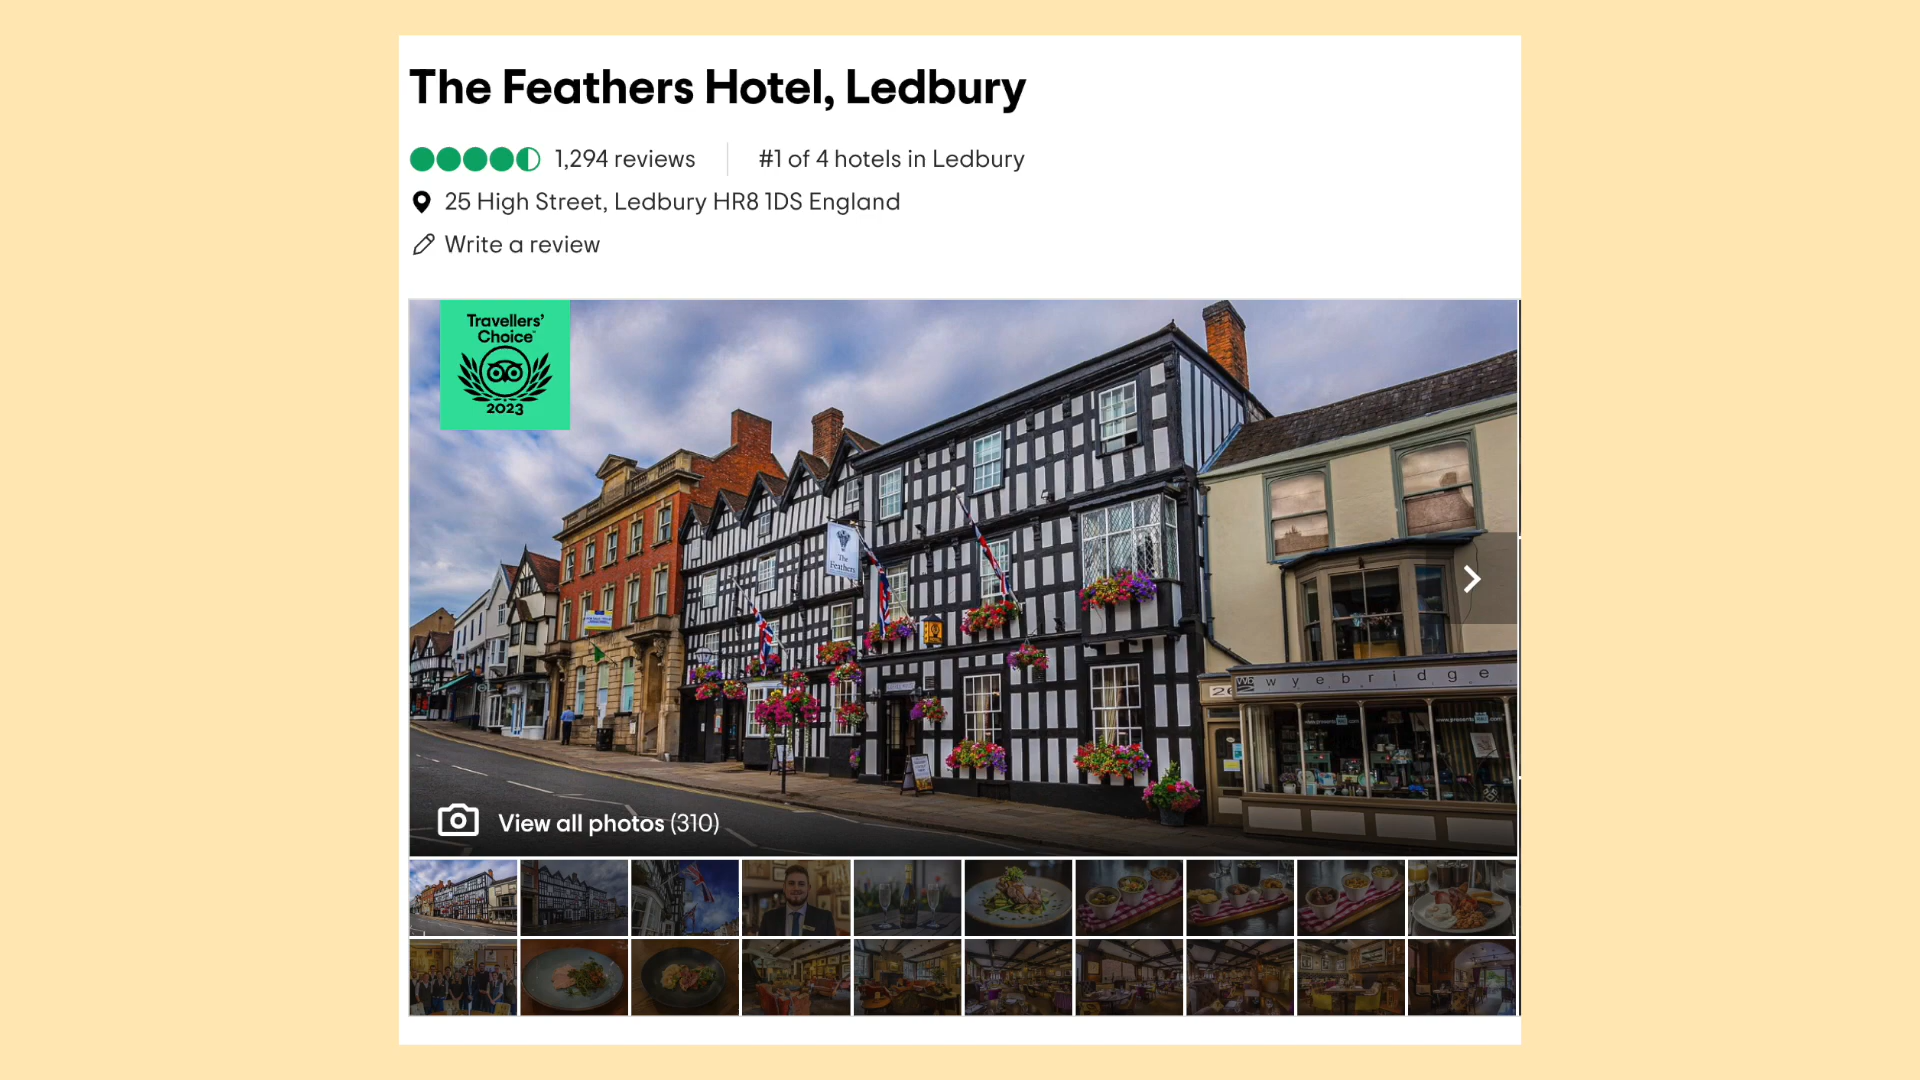 The Feathers Hotel, Ledbury
1,294 reviews
#1 of 4 hotels in Ledbury
25 High Street, Ledbury HR8 1DS England
Write a review
Travellers'
Choice
2023
The
Feathers
wyebridge
View all photos (310)